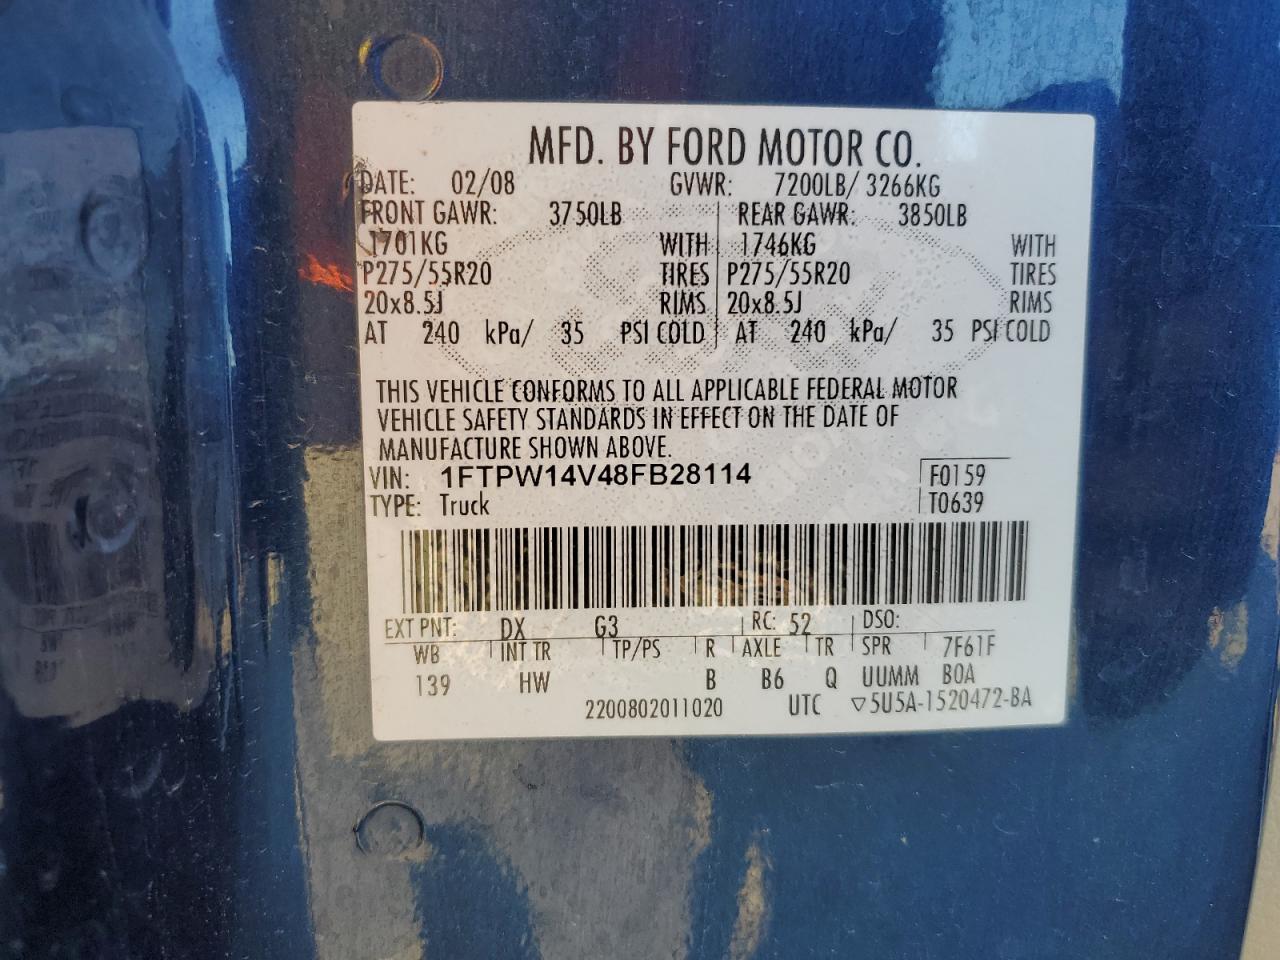 MFD. BY FORD MOTOR CO.
DATE: 02/08 GVWR: 7200LB/ 3266KG
FRONT GAWR: 3750LB REAR GAWR: 3850LB
1701KG WITH 1746KG WITH
P275/55R20 TIRES P275/55R20 TIRES
20x8.5J RIMS 20x8.5J RIMS
AT 240 kPa/ 35 PSI COLD AT 240 kPa/ 35 PSI COLD
THIS VEHICLE CONFORMS TO ALL APPLICABLE FEDERAL MOTOR
VEHICLE SAFETY STANDARDS IN EFFECT ON THE DATE OF
MANUFACTURE SHOWN ABOVE.
VIN: 1FTPW14V48FB28114 F0159
TYPE: Truck T0639
EXT PNT: DX G3 RC: 52 DSO:
WB INT TR TP/PS R AXLE TR SPR 7F61F
139 HW B B6 Q UUMM BOA
2200802011020 UTC ▽5U5A-1520472-BA